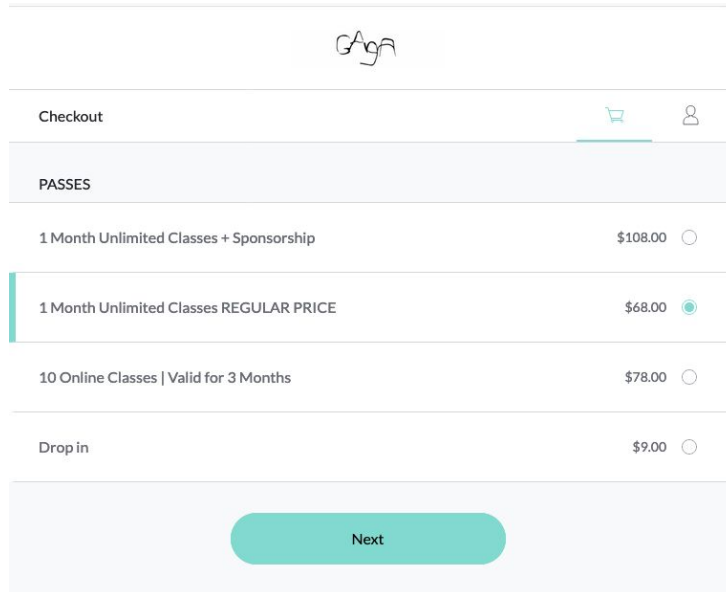 GAgA
Checkout
PASSES
1 Month Unlimited Classes + Sponsorship $108.00
1 Month Unlimited Classes REGULAR PRICE $68.00
10 Online Classes | Valid for 3 Months $78.00
Drop in $9.00
Next